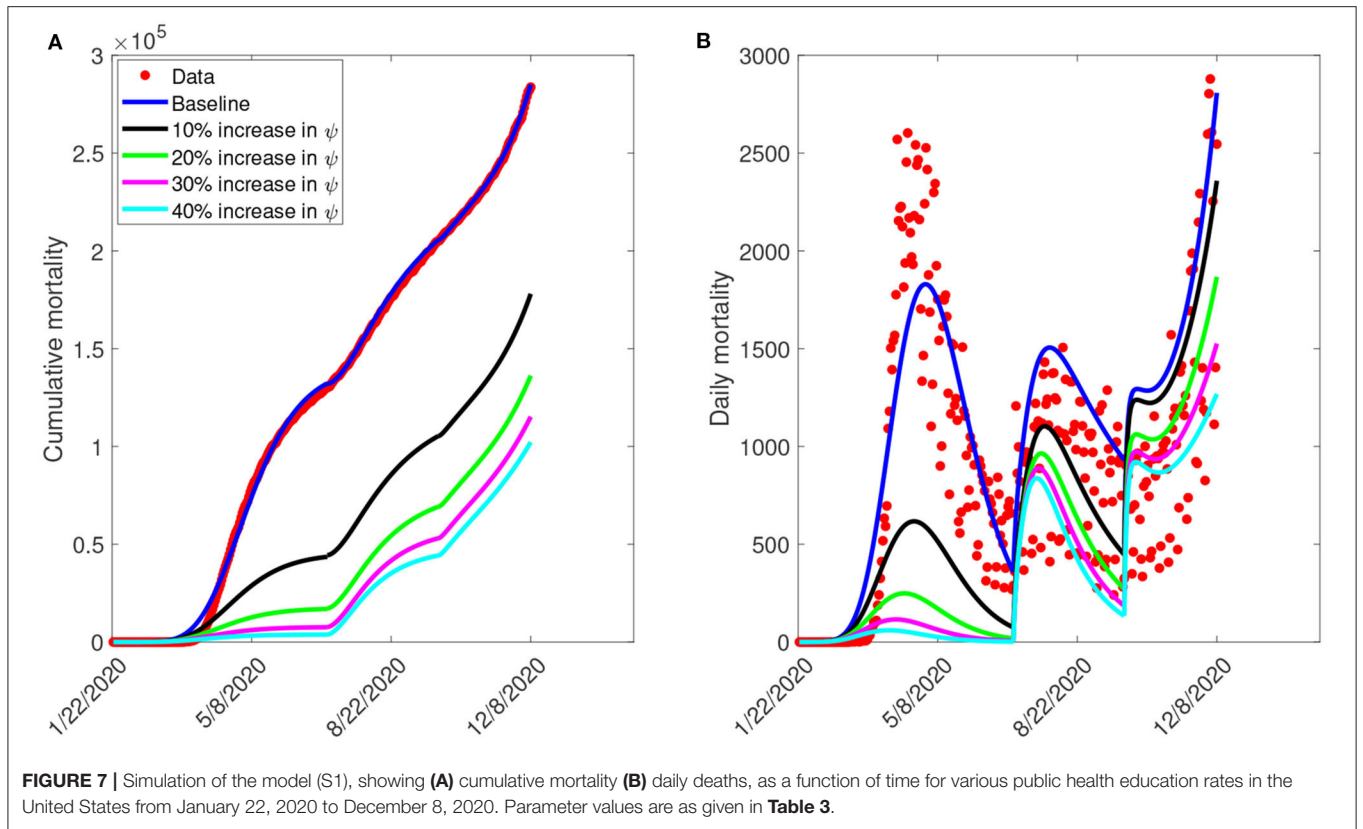 A
×10⁵
3
2.5
2
1.5
1
0.5
0
Cumulative mortality
Data
Baseline
10% increase in ψ
20% increase in ψ
30% increase in ψ
40% increase in ψ
1/22/2020
5/8/2020
8/22/2020
12/8/2020
B
3000
2500
2000
1500
1000
500
0
Daily mortality
1/22/2020
5/8/2020
8/22/2020
12/8/2020
FIGURE 7 | Simulation of the model (S1), showing (A) cumulative mortality (B) daily deaths, as a function of time for various public health education rates in the
United States from January 22, 2020 to December 8, 2020. Parameter values are as given in Table 3.